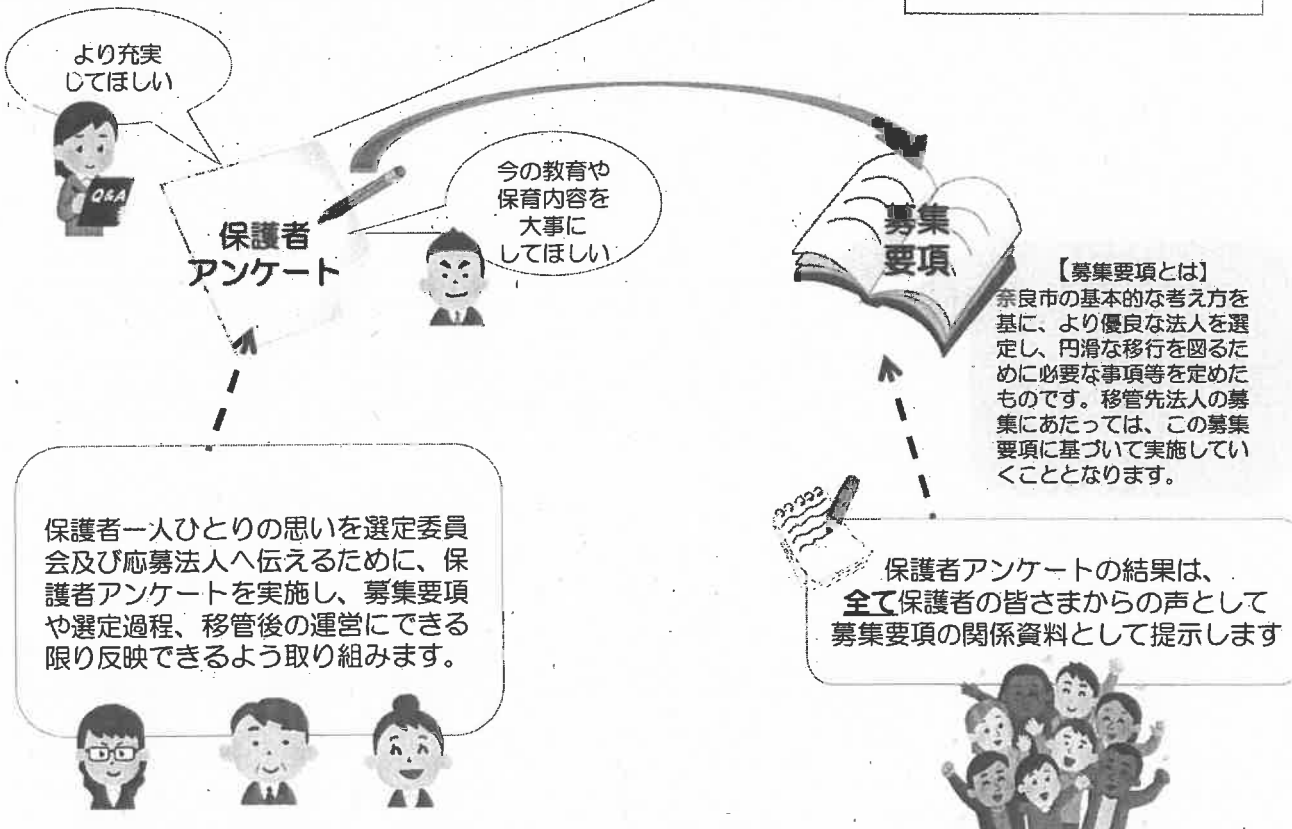 より充実
してほしい
Q&A
保護者
アンケート
今の教育や
保育内容を
大事に
してほしい
募集
要項
【募集要項とは】
奈良市の基本的な考え方を
基に、より優良な法人を選
定し、円滑な移行を図るた
めに必要な事項等を定めた
ものです。移管先法人の募
集にあたっては、この募集
要項に基づいて実施してい
くこととなります。
保護者一人ひとりの思いを選定委員
会及び応募法人へ伝えるために、保
護者アンケートを実施し、募集要項
や選定過程、移管後の運営にできる
限り反映できるよう取り組みます。
保護者アンケートの結果は、
全て保護者の皆さまからの声として
募集要項の関係資料として提示します